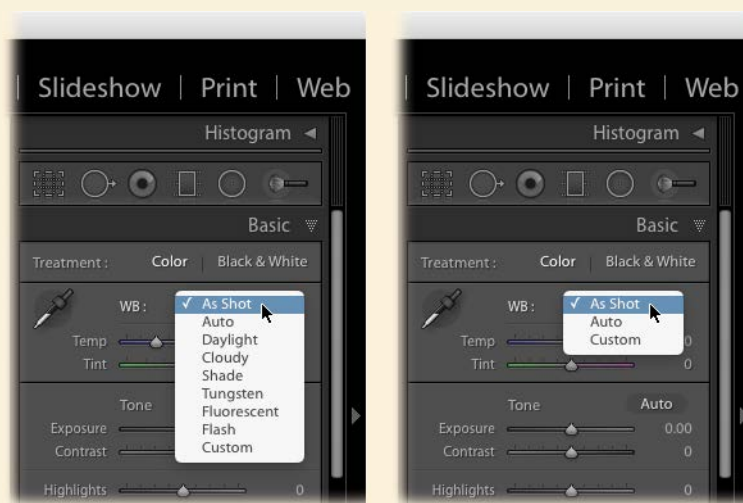 Slideshow | Print | Web
Histogram
Basic
Treatment : Color | Black & White
WB : ✓ As Shot
Auto
Daylight
Cloudy
Shade
Tungsten
Fluorescent
Flash
Custom
Temp
Tint
Tone
Exposure
Contrast
Highlights 0
Slideshow | Print | Web
Histogram
Basic
Treatment : Color | Black & White
WB : ✓ As Shot
Auto
Custom
Temp 0
Tint 0
Tone Auto
Exposure 0.00
Contrast 0
Highlights 0